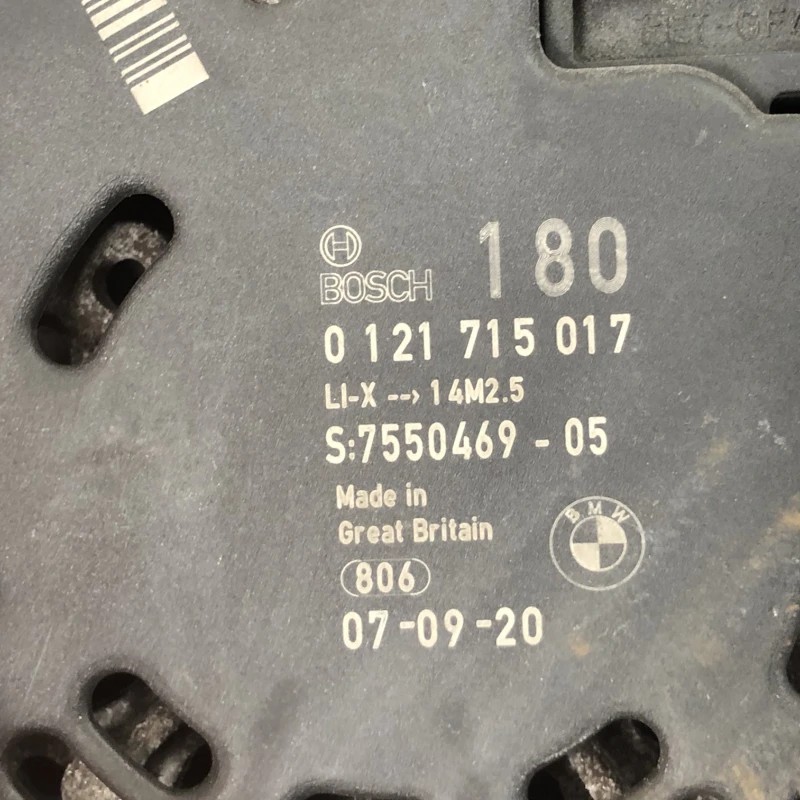 BOSCH 180
0 121 715 017
LI-X --> 14M2.5
S:7550469 - 05
Made in
Great Britain
806
BMW
07-09-20